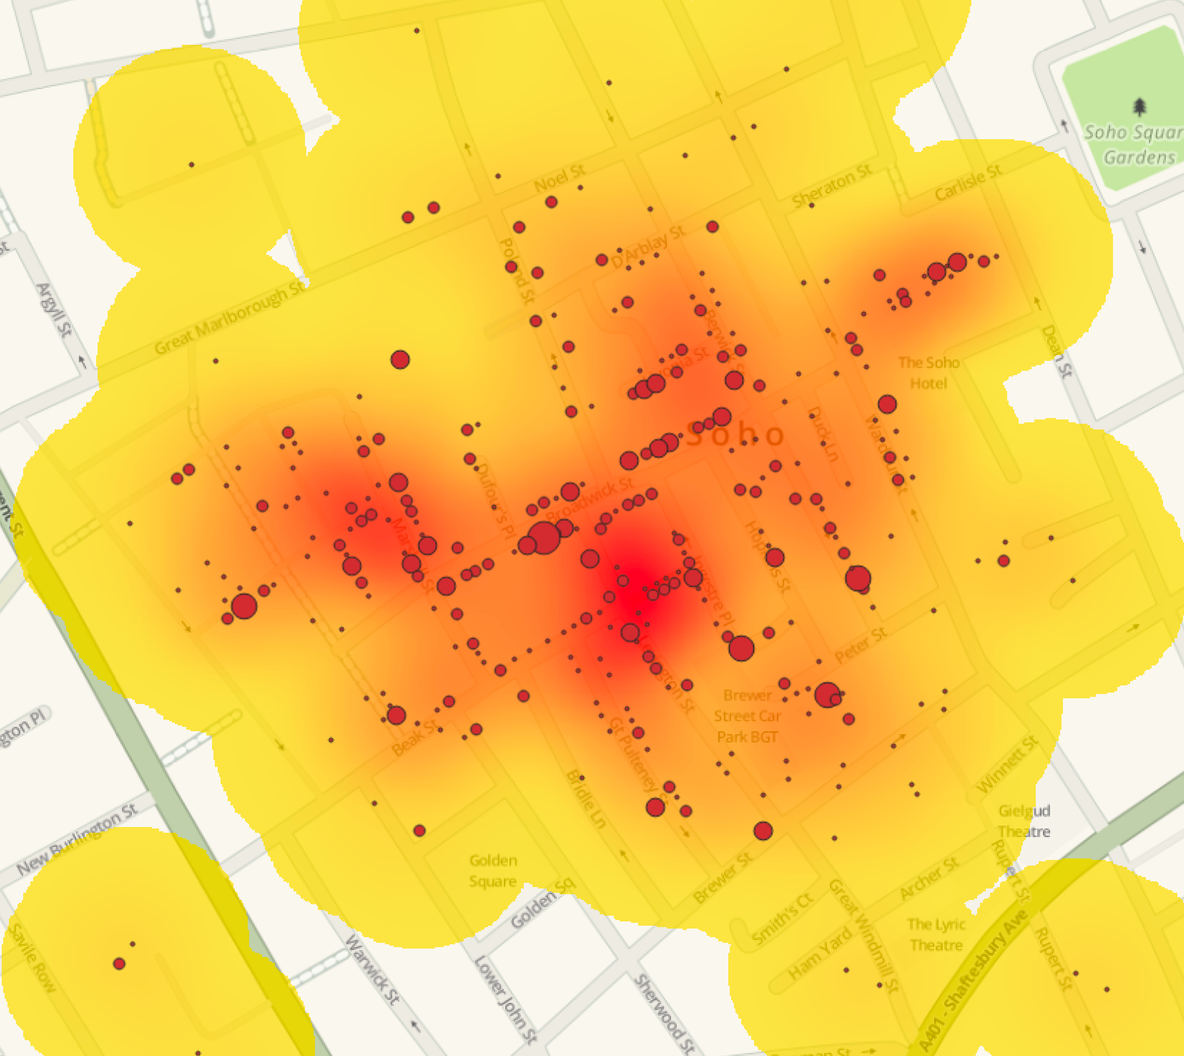 Soho Squar
Gardens
Noel St
Sheraton St
Carlisle St
D'Arblay St
Poland St
Argyll St
Great Marlborough St
Berwick St
Dean St
The Soho
Hotel
Soho
Duck Ln
Wardour St
Dufour's Pl
Broadwick St
ent St
Hopkins St
Peter St
Lexington St
Brewer
Street Car
Park BGT
ngton Pl
Beak St
Gt Pulteney St
Winnett St
Bridle Ln
New Burlington St
Gielgud
Theatre
Golden
Square
Brewer St
Rupert St
Archer St
Golden Sq
Smith's Ct
Great Windmill St
The Lyric
Theatre
Savile Row
Ham Yard
Rupert St
Warwick St
Lower John St
Sherwood St
A401 - Shaftesbury Ave